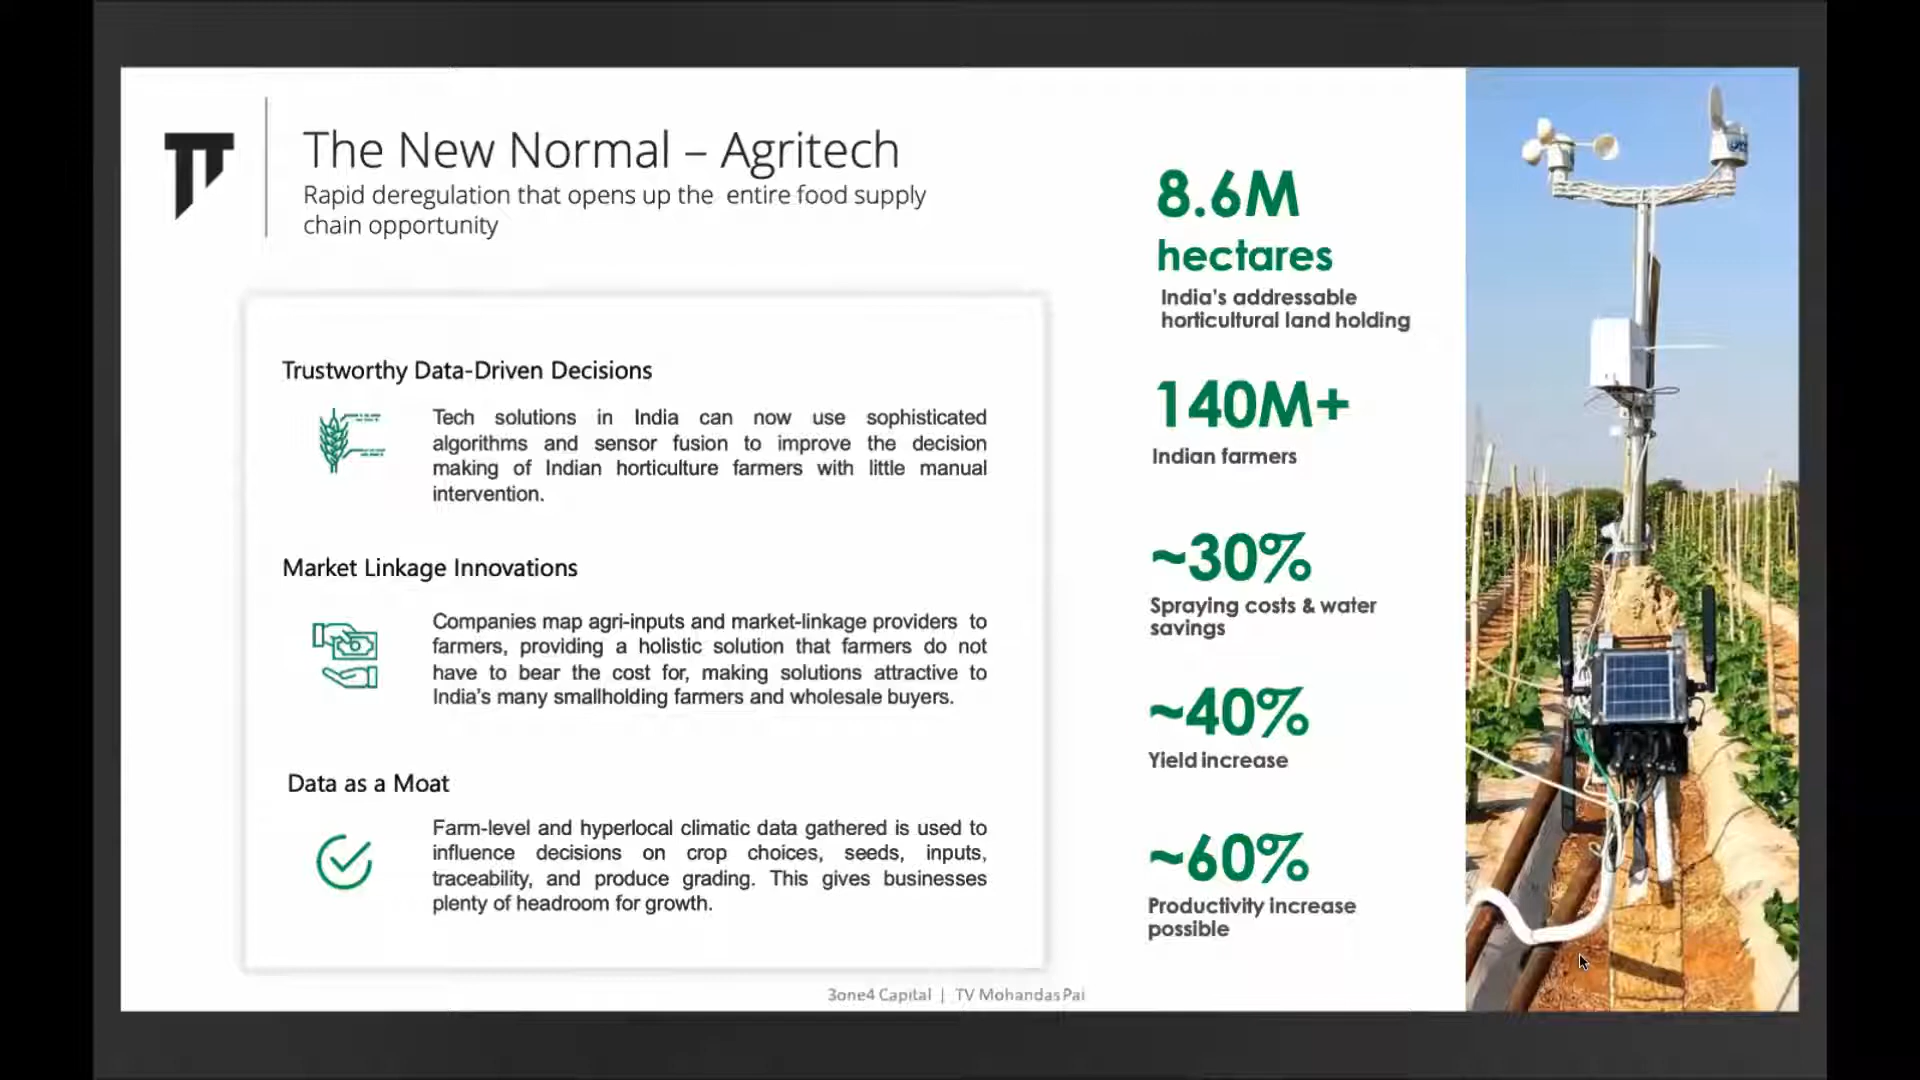 The New Normal – Agritech
Rapid deregulation that opens up the entire food supply
chain opportunity
Trustworthy Data-Driven Decisions
Tech solutions in India can now use sophisticated
algorithms and sensor fusion to improve the decision
making of Indian horticulture farmers with little manual
intervention.
Market Linkage Innovations
Companies map agri-inputs and market-linkage providers to
farmers, providing a holistic solution that farmers do not
have to bear the cost for, making solutions attractive to
India's many smallholding farmers and wholesale buyers.
Data as a Moat
Farm-level and hyperlocal climatic data gathered is used to
influence decisions on crop choices, seeds, inputs,
traceability, and produce grading. This gives businesses
plenty of headroom for growth.
8.6M
hectares
India's addressable
horticultural land holding
140M+
Indian farmers
~30%
Spraying costs & water
savings
~40%
Yield increase
~60%
Productivity increase
possible
3one4 Capital | TV Mohandas Pai